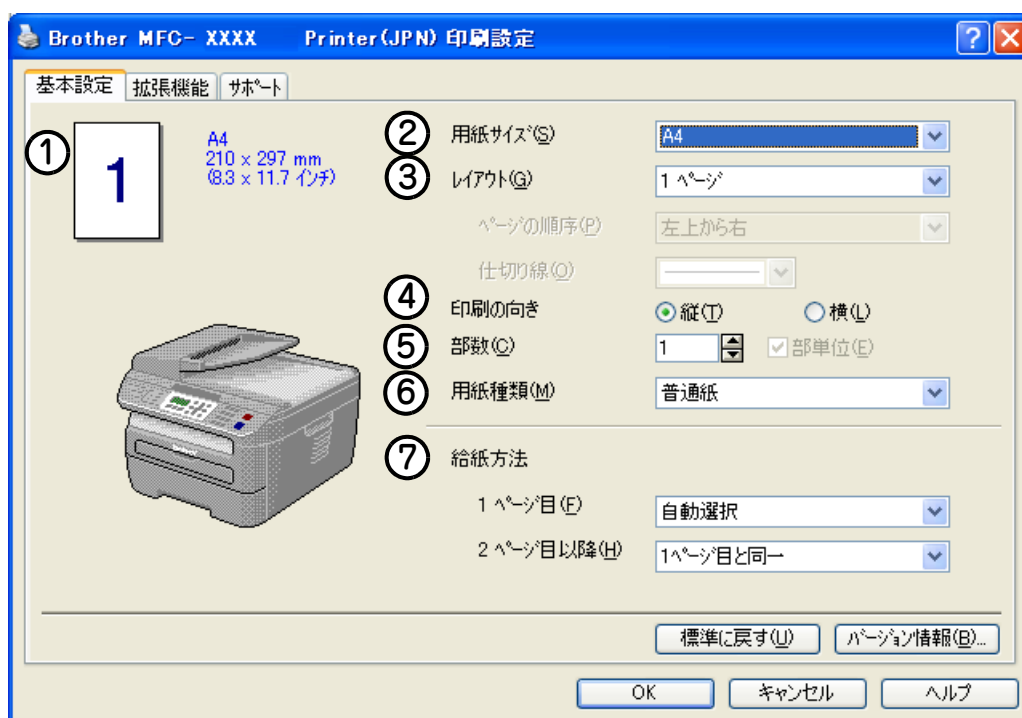 Brother MFC- XXXX Printer(JPN) 印刷設定
基本設定 拡張機能 ｻﾎﾟｰﾄ
①
1
A4
210 x 297 mm
(8.3 x 11.7 ｲﾝﾁ)
② 用紙ｻｲｽﾞ(S) A4
③ ﾚｲｱｳﾄ(G) 1 ﾍﾟｰｼﾞ
ﾍﾟｰｼﾞの順序(P) 左上から右
仕切り線(O)
④ 印刷の向き 縦(T) 横(L)
⑤ 部数(C) 1 部単位(E)
⑥ 用紙種類(M) 普通紙
⑦ 給紙方法
1 ﾍﾟｰｼﾞ目(F) 自動選択
2 ﾍﾟｰｼﾞ目以降(H) 1ﾍﾟｰｼﾞ目と同一
標準に戻す(U) ﾊﾞｰｼﾞｮﾝ情報(B)...
OK キャンセル ヘルプ